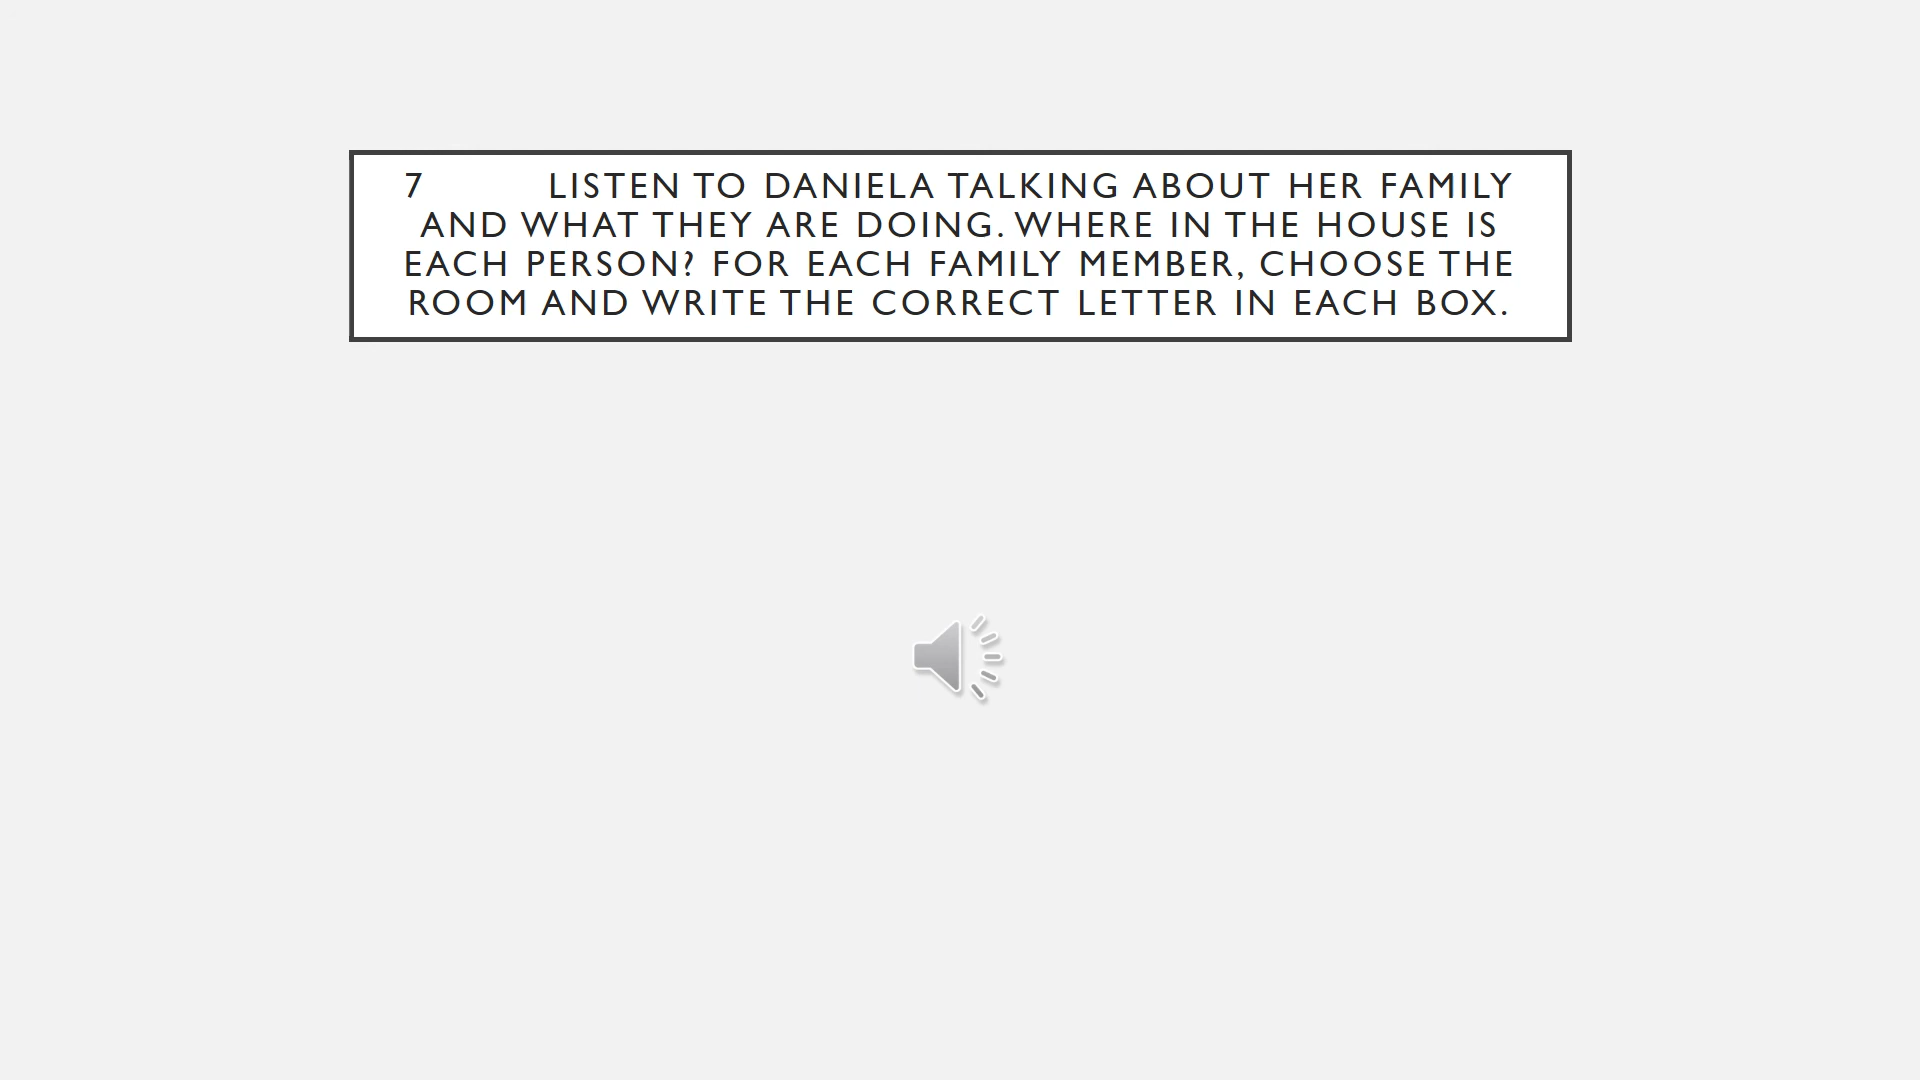 7 LISTEN TO DANIELA TALKING ABOUT HER FAMILY
AND WHAT THEY ARE DOING. WHERE IN THE HOUSE IS
EACH PERSON? FOR EACH FAMILY MEMBER, CHOOSE THE
ROOM AND WRITE THE CORRECT LETTER IN EACH BOX.